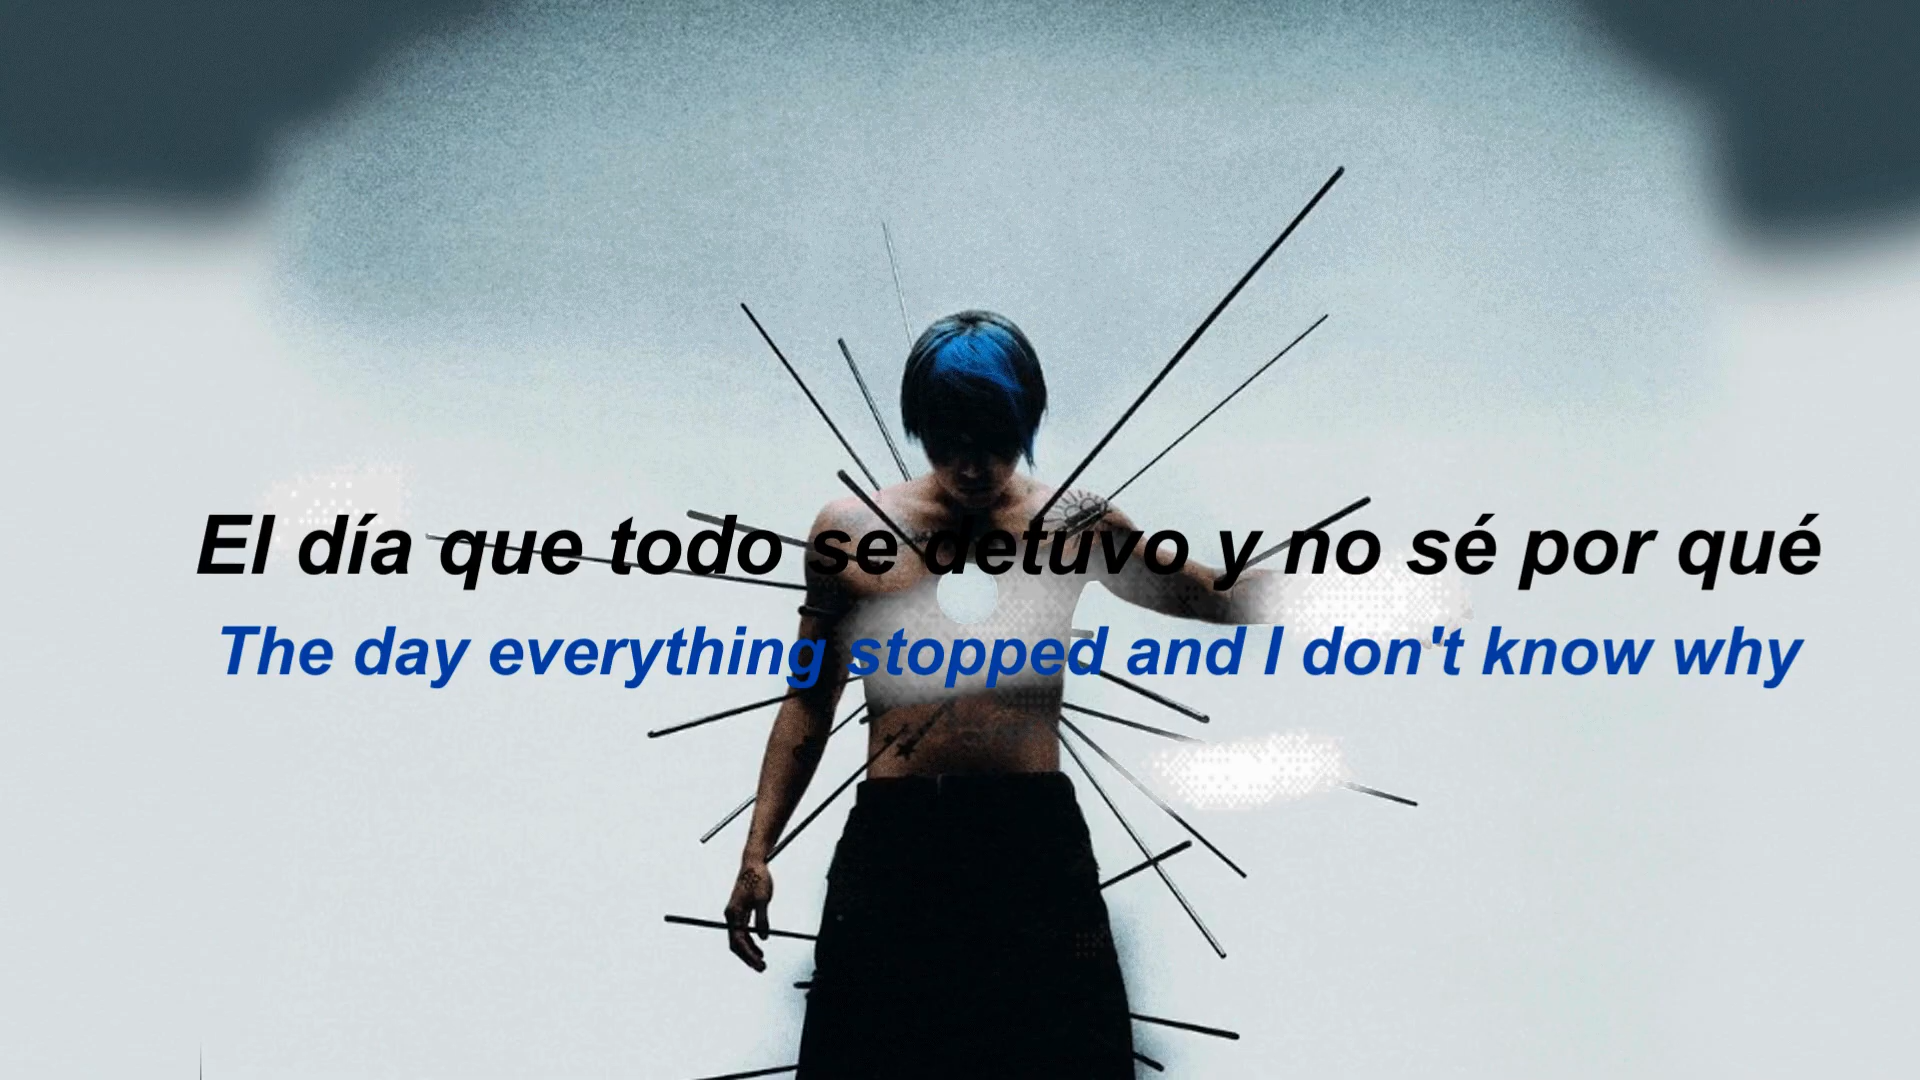 El día que todo se detuvo y no sé por qué
The day everything stopped and I don't know why